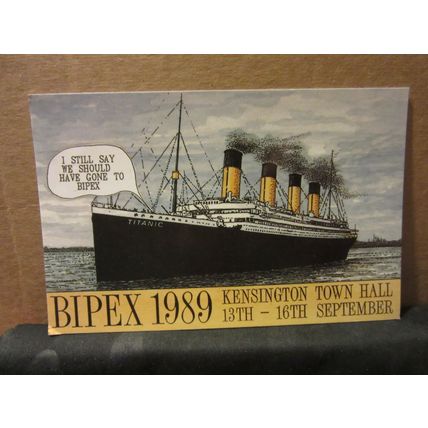 I STILL SAY
WE SHOULD
HAVE GONE TO
BIPEX
TITANIC
BIPEX 1989
KENSINGTON TOWN HALL
13TH - 16TH SEPTEMBER